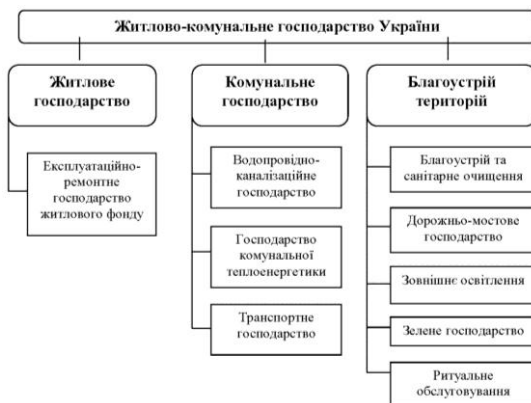 Житлово-комунальне господарство України
Житлове
господарство
Експлуатаційно-
ремонтне
господарство
житлового фонду
Комунальне
господарство
Водопровідно-
каналізаційне
господарство
Господарство
комунальної
теплоенергетики
Транспортне
господарство
Благоустрій
територій
Благоустрій та
санітарне очищення
Дорожньо-мостове
господарство
Зовнішнє освітлення
Зелене господарство
Ритуальне
обслуговування